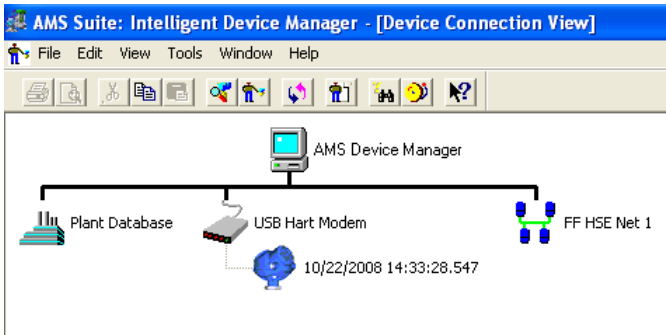 AMS Suite: Intelligent Device Manager - [Device Connection View]
File Edit View Tools Window Help
AMS Device Manager
Plant Database
USB Hart Modem
FF HSE Net 1
10/22/2008 14:33:28.547